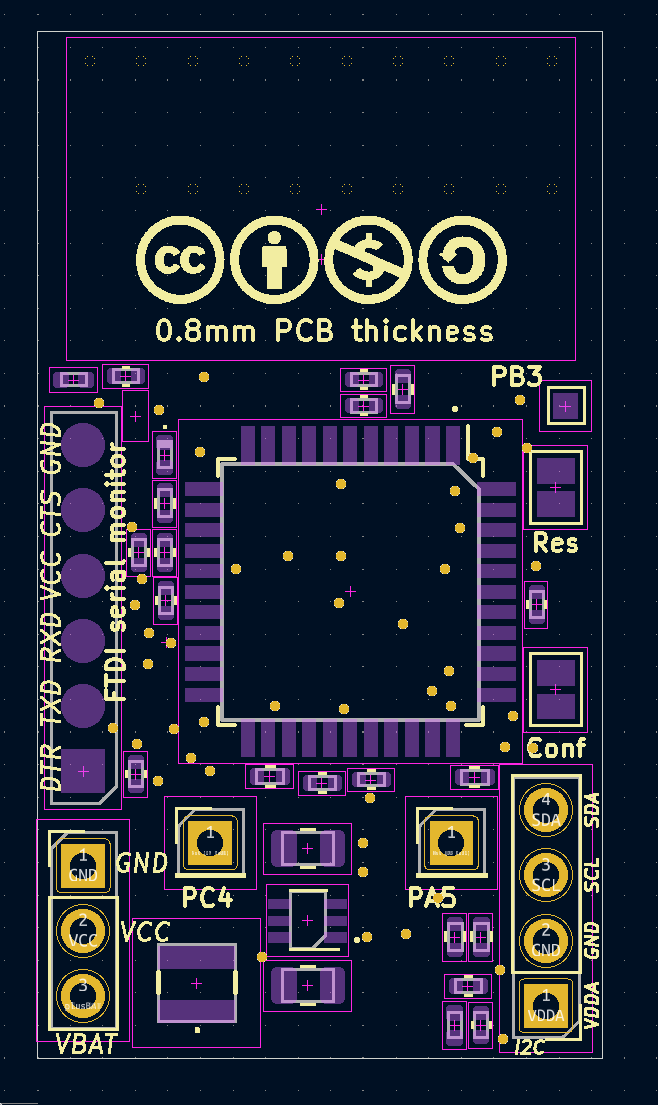 cc $
0.8mm PCB thickness
PB3
FTDI serial monitor
GND
CTS
VCC
RXD
TXD
DTR
Res
Conf
1
GND
2
VCC
3
GND
VCC
VBAT
1
PC4
1
PA5
4
SDA
3
SCL
2
GND
1
VDDA
SDA
SCL
GND
VDDA
I2C